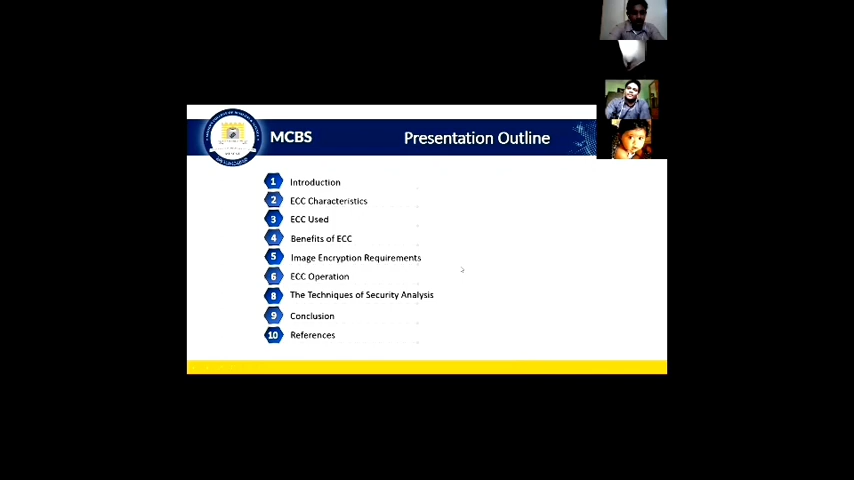 MCBS
Presentation Outline
1 Introduction
2 ECC Characteristics
3 ECC Used
4 Benefits of ECC
5 Image Encryption Requirements
6 ECC Operation
8 The Techniques of Security Analysis
9 Conclusion
10 References